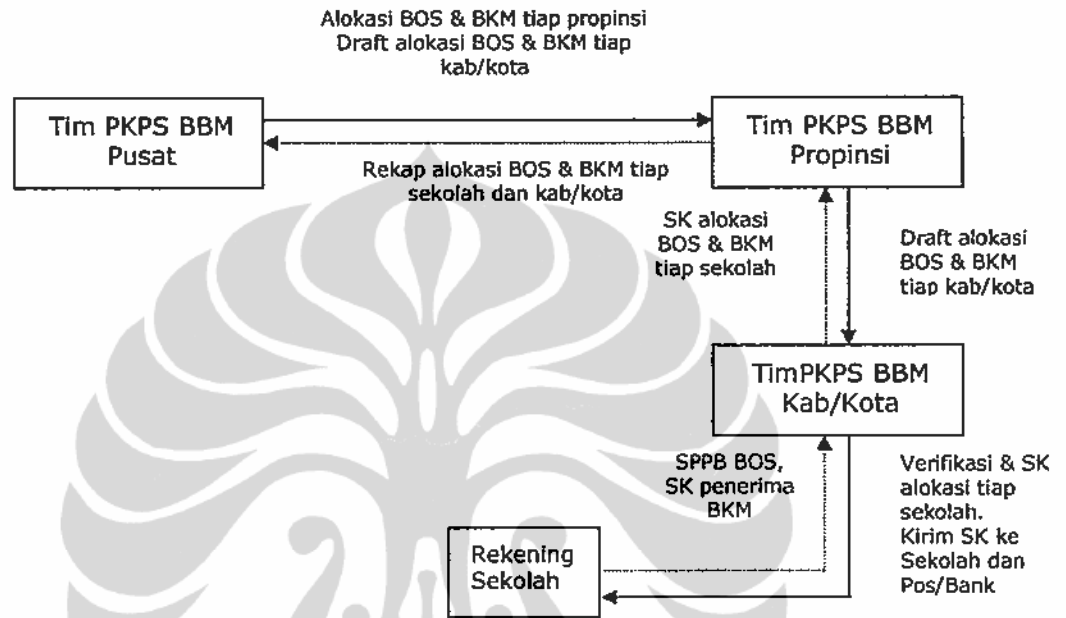 Alokasi BOS & BKM tiap propinsi
Draft alokasi BOS & BKM tiap
kab/kota
Tim PKPS BBM
Pusat
Tim PKPS BBM
Propinsi
Rekap alokasi BOS & BKM tiap
sekolah dan kab/kota
SK alokasi
BOS & BKM
tiap sekolah
Draft alokasi
BOS & BKM
tiap kab/kota
TimPKPS BBM
Kab/Kota
SPPB BOS,
SK penerima
BKM
Verifikasi & SK
alokasi tiap
sekolah.
Kirim SK ke
Sekolah dan
Pos/Bank
Rekening
Sekolah